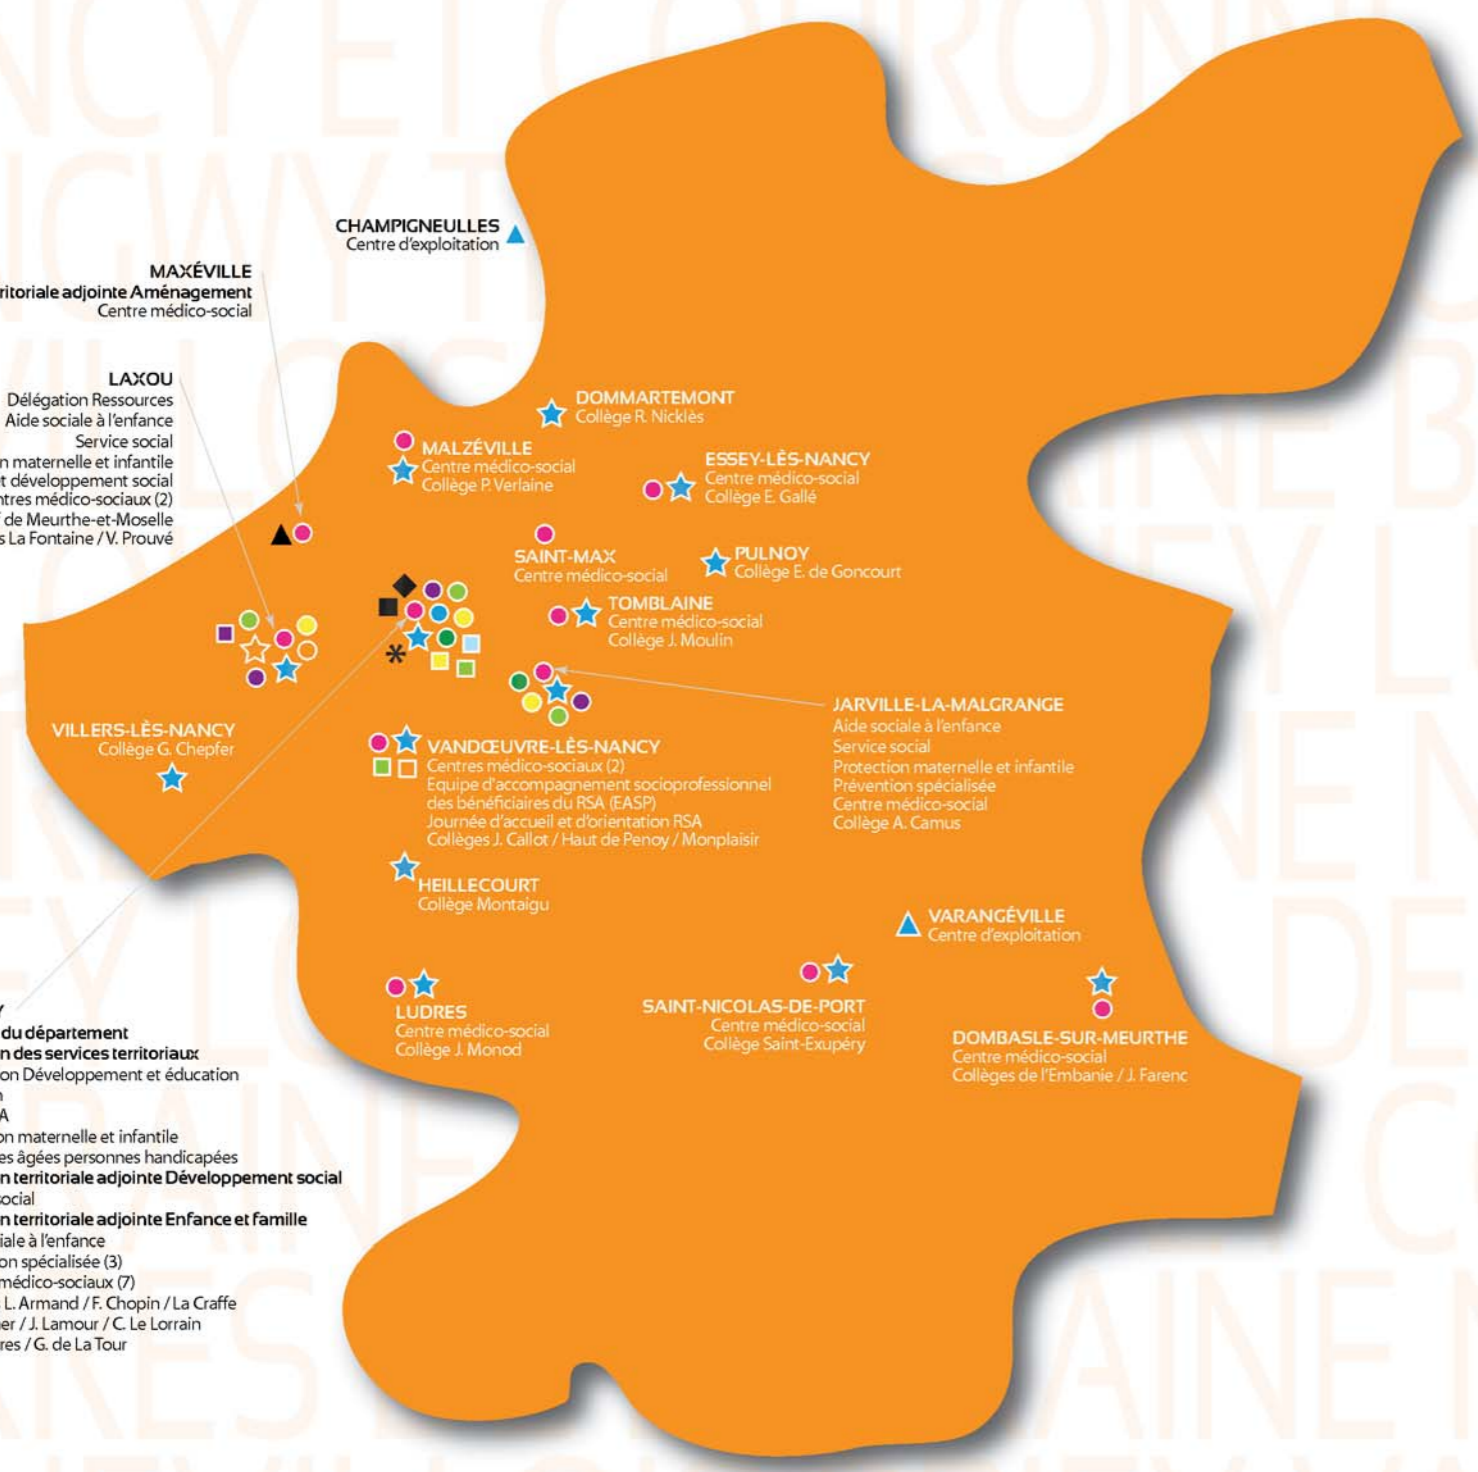 CHAMPIGNEULLES
Centre d'exploitation
MAXÉVILLE
ritoriale adjointe Aménagement
Centre médico-social
LAXOU
Délégation Ressources
Aide sociale à l'enfance
Service social
n maternelle et infantile
et développement social
ntres médico-sociaux (2)
f de Meurthe-et-Moselle
s La Fontaine / V. Prouvé
DOMMARTEMONT
Collège R. Nicklès
MALZÉVILLE
Centre médico-social
Collège P. Verlaine
ESSEY-LÈS-NANCY
Centre médico-social
Collège E. Gallé
SAINT-MAX
Centre médico-social
PULNOY
Collège E. de Goncourt
TOMBLAINE
Centre médico-social
Collège J. Moulin
VILLERS-LÈS-NANCY
Collège G. Chepfer
JARVILLE-LA-MALGRANGE
Aide sociale à l'enfance
Service social
Protection maternelle et infantile
Prévention spécialisée
Centre médico-social
Collège A. Camus
VANDŒUVRE-LÈS-NANCY
Centres médico-sociaux (2)
Equipe d'accompagnement socioprofessionnel
des bénéficiaires du RSA (EASP)
Journée d'accueil et d'orientation RSA
Collèges J. Callot / Haut de Penoy / Monplaisir
HEILLECOURT
Collège Montaigu
VARANGÉVILLE
Centre d'exploitation
LUDRES
Centre médico-social
Collège J. Monod
SAINT-NICOLAS-DE-PORT
Centre médico-social
Collège Saint-Exupéry
DOMBASLE-SUR-MEURTHE
Centre médico-social
Collèges de l'Embanie / J. Farenc
Y
du département
n des services territoriaux
on Développement et éducation
n
A
on maternelle et infantile
es âgées personnes handicapées
n territoriale adjointe Développement social
social
n territoriale adjointe Enfance et famille
iale à l'enfance
on spécialisée (3)
médico-sociaux (7)
L. Armand / F. Chopin / La Craffe
er / J. Lamour / C. Le Lorrain
res / G. de La Tour